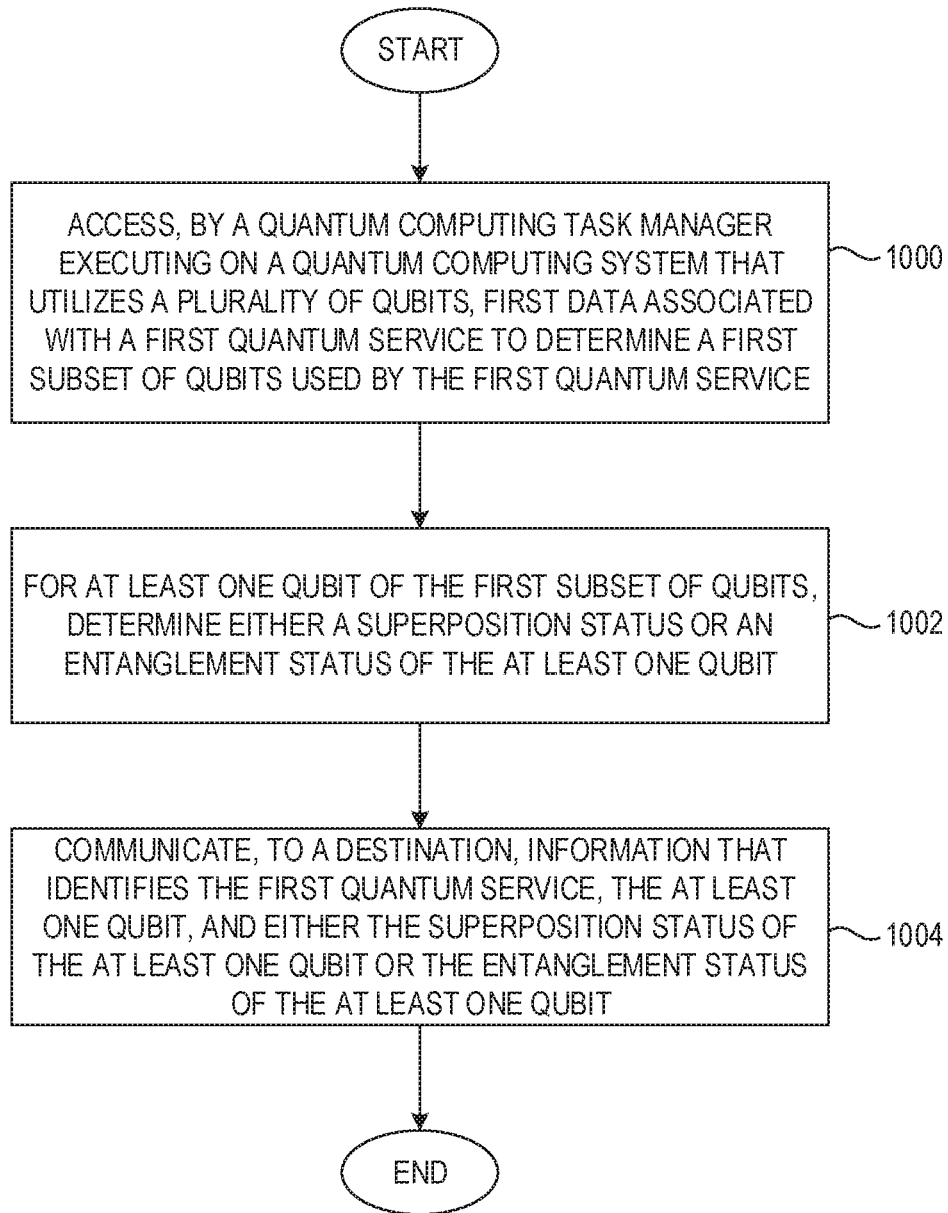 START
ACCESS, BY A QUANTUM COMPUTING TASK MANAGER
EXECUTING ON A QUANTUM COMPUTING SYSTEM THAT
UTILIZES A PLURALITY OF QUBITS, FIRST DATA ASSOCIATED
WITH A FIRST QUANTUM SERVICE TO DETERMINE A FIRST
SUBSET OF QUBITS USED BY THE FIRST QUANTUM SERVICE
1000
FOR AT LEAST ONE QUBIT OF THE FIRST SUBSET OF QUBITS,
DETERMINE EITHER A SUPERPOSITION STATUS OR AN
ENTANGLEMENT STATUS OF THE AT LEAST ONE QUBIT
1002
COMMUNICATE, TO A DESTINATION, INFORMATION THAT
IDENTIFIES THE FIRST QUANTUM SERVICE, THE AT LEAST
ONE QUBIT, AND EITHER THE SUPERPOSITION STATUS OF
THE AT LEAST ONE QUBIT OR THE ENTANGLEMENT STATUS
OF THE AT LEAST ONE QUBIT
1004
END